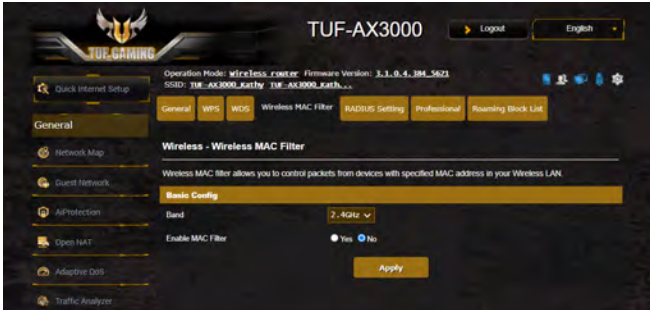 TUF GAMING
TUF-AX3000
Logout
English
Quick Internet Setup
General
Network Map
Guest Network
AiProtection
Open NAT
Adaptive QoS
Traffic Analyzer
Operation Mode: Wireless router Firmware Version: 3.1.0.4.384_5621
SSID: TUF-AX3000_Kathy TUF-AX3000_Kath...
General WPS WDS Wireless MAC Filter RADIUS Setting Professional Roaming Block List
Wireless - Wireless MAC Filter
Wireless MAC filter allows you to control packets from devices with specified MAC address in your Wireless LAN.
Basic Config
Band 2.4GHz
Enable MAC Filter Yes No
Apply